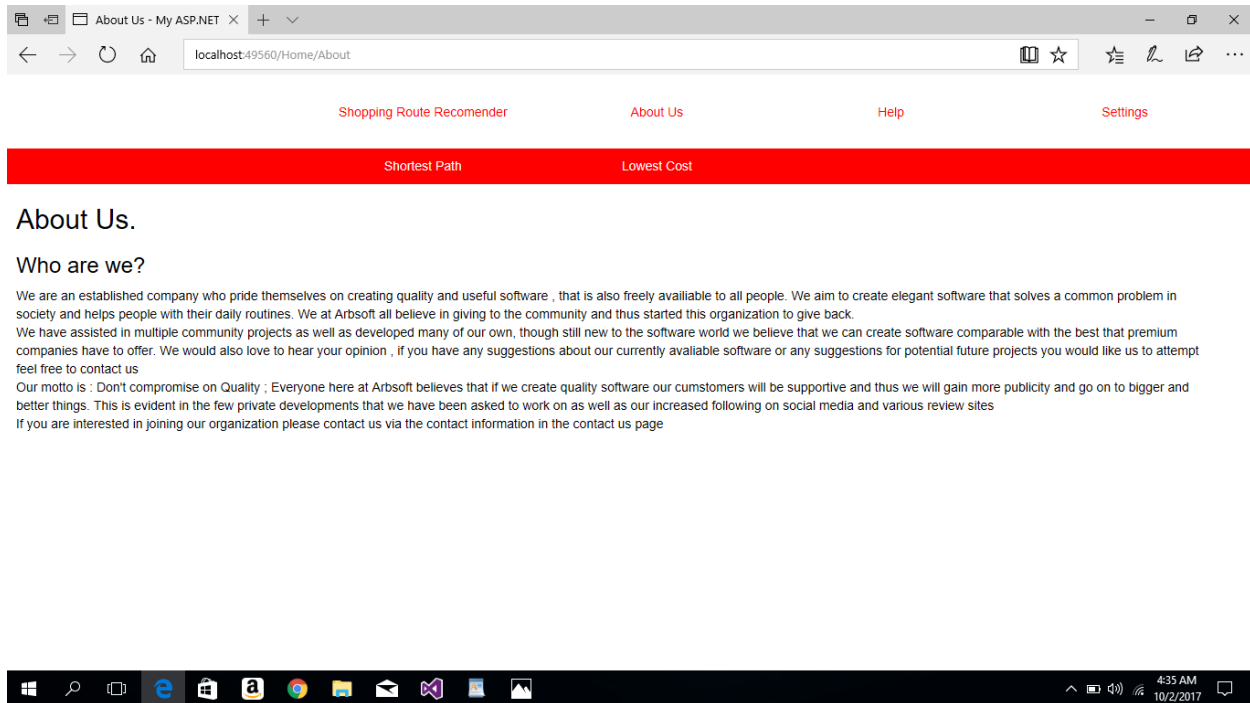 About Us - My ASP.NET
localhost:49560/Home/About
Shopping Route Recomender
About Us
Help
Settings
Shortest Path
Lowest Cost
About Us.
Who are we?
We are an established company who pride themselves on creating quality and useful software , that is also freely availiable to all people. We aim to create elegant software that solves a common problem in
society and helps people with their daily routines. We at Arbsoft all believe in giving to the community and thus started this organization to give back.
We have assisted in multiple community projects as well as developed many of our own, though still new to the software world we believe that we can create software comparable with the best that premium
companies have to offer. We would also love to hear your opinion , if you have any suggestions about our currently avaliable software or any suggestions for potential future projects you would like us to attempt
feel free to contact us
Our motto is : Don't compromise on Quality ; Everyone here at Arbsoft believes that if we create quality software our cumstomers will be supportive and thus we will gain more publicity and go on to bigger and
better things. This is evident in the few private developments that we have been asked to work on as well as our increased following on social media and various review sites
If you are interested in joining our organization please contact us via the contact information in the contact us page
4:35 AM
10/2/2017